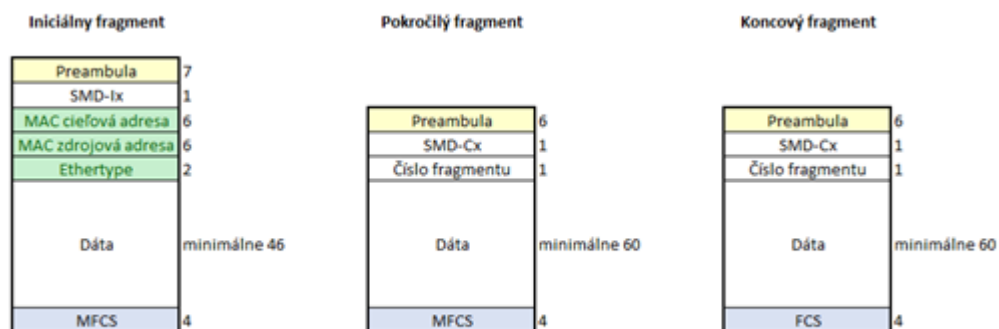 Iniciálny fragment
Preambula 7
SMD-Ix 1
MAC cieľová adresa 6
MAC zdrojová adresa 6
Ethertype 2
Dáta minimálne 46
MFCS 4
Pokročilý fragment
Preambula 6
SMD-Cx 1
Číslo fragmentu 1
Dáta minimálne 60
MFCS 4
Koncový fragment
Preambula 6
SMD-Cx 1
Číslo fragmentu 1
Dáta minimálne 60
FCS 4